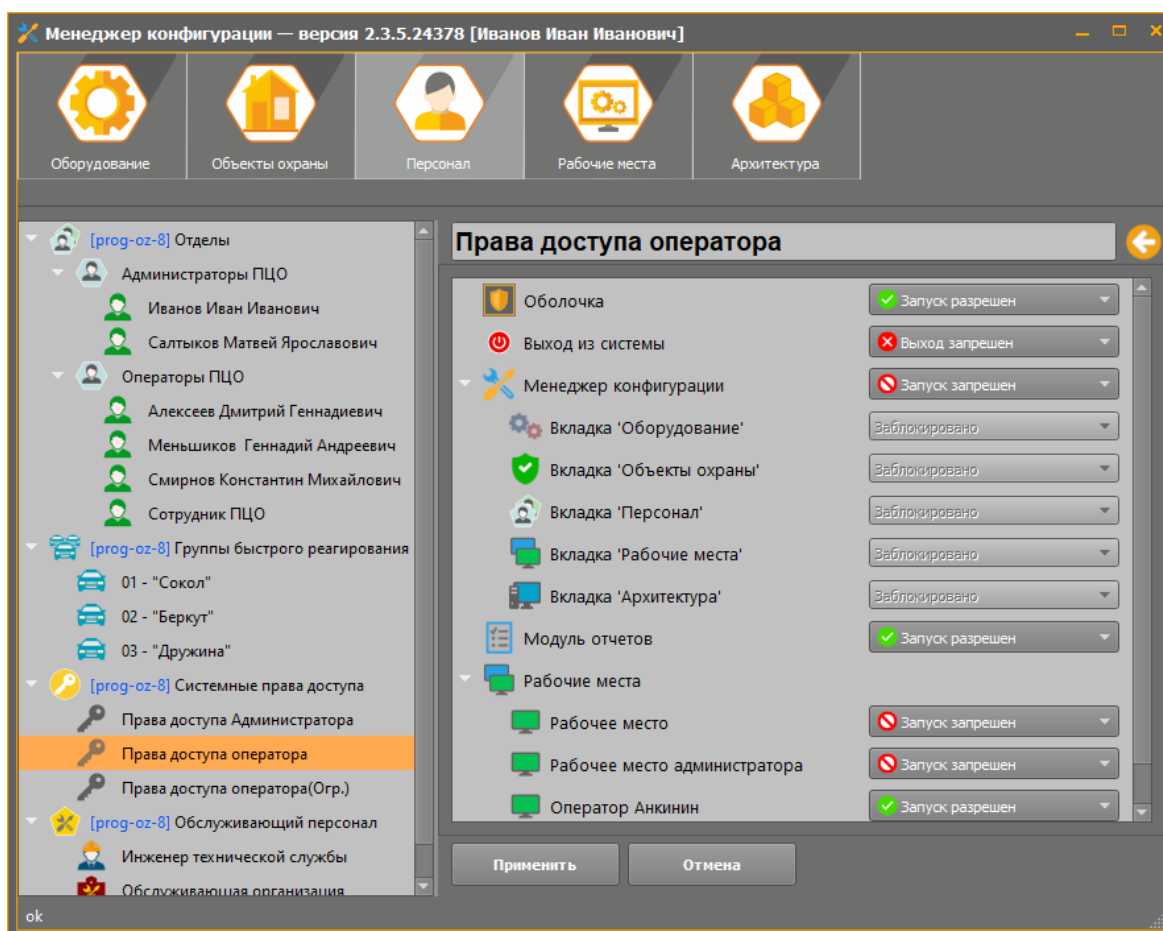 Менеджер конфигурации — версия 2.3.5.24378 [Иванов Иван Иванович]
Оборудование
Объекты охраны
Персонал
Рабочие места
Архитектура
[prog-oz-8] Отделы
Администраторы ПЦО
Иванов Иван Иванович
Салтыков Матвей Ярославович
Операторы ПЦО
Алексеев Дмитрий Геннадиевич
Меньшиков Геннадий Андреевич
Смирнов Константин Михайлович
Сотрудник ПЦО
[prog-oz-8] Группы быстрого реагирования
01 - "Сокол"
02 - "Беркут"
03 - "Дружина"
[prog-oz-8] Системные права доступа
Права доступа Администратора
Права доступа оператора
Права доступа оператора(Огр.)
[prog-oz-8] Обслуживающий персонал
Инженер технической службы
Обслуживающая организация
Права доступа оператора
Оболочка Запуск разрешен
Выход из системы Выход запрешен
Менеджер конфигурации Запуск запрешен
Вкладка 'Оборудование' Заблокировано
Вкладка 'Объекты охраны' Заблокировано
Вкладка 'Персонал' Заблокировано
Вкладка 'Рабочие места' Заблокировано
Вкладка 'Архитектура' Заблокировано
Модуль отчетов Запуск разрешен
Рабочие места
Рабочее место Запуск запрешен
Рабочее место администратора Запуск запрешен
Оператор Анкинин Запуск разрешен
Применить Отмена
ok